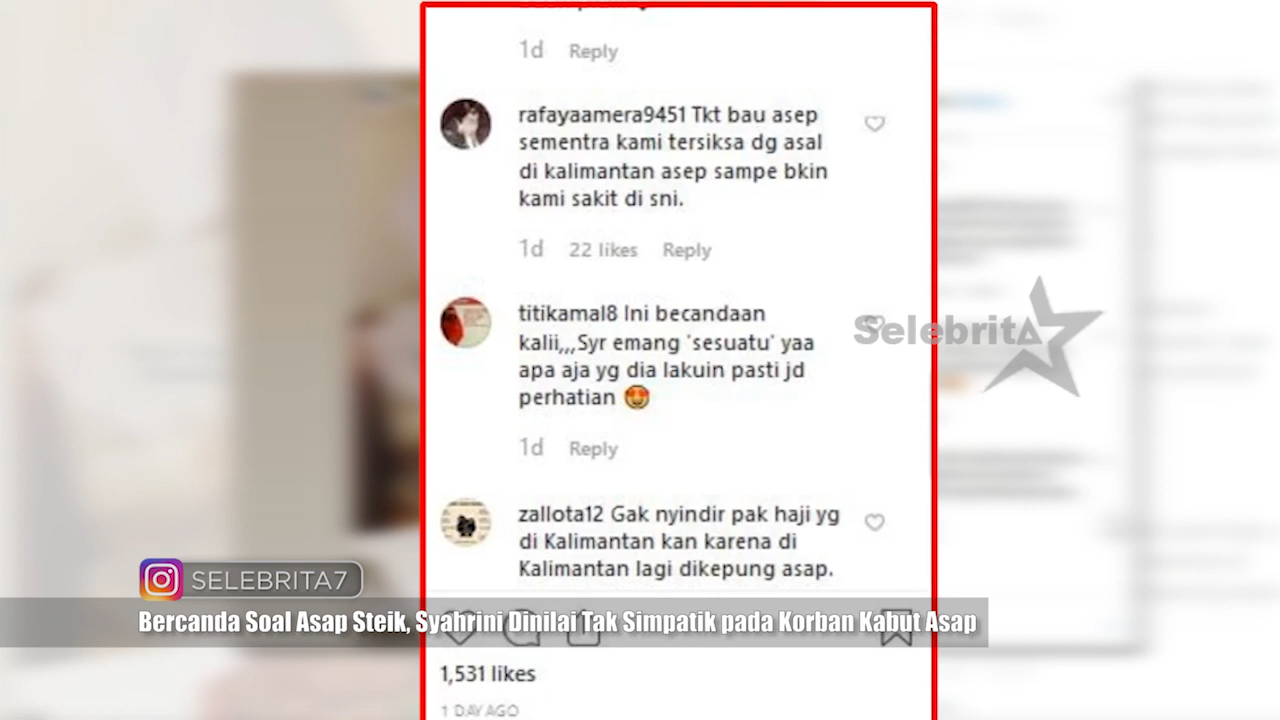 1d Reply
rafayaamera9451 Tkt bau asep
sementra kami tersiksa dg asal
di kalimantan asep sampe bkin
kami sakit di sni.
1d 22 likes Reply
titikamal8 Ini becandaan
kalii,,,Syr emang 'sesuatu' yaa
apa aja yg dia lakuin pasti jd
perhatian
1d Reply
zallota12 Gak nyindir pak haji yg
di Kalimantan kan karena di
Kalimantan lagi dikepung asap.
Selebrita
SELEBRITA7
Bercanda Soal Asap Steik, Syahrini Dinilai Tak Simpatik pada Korban Kabut Asap
1,531 likes
1 DAY AGO